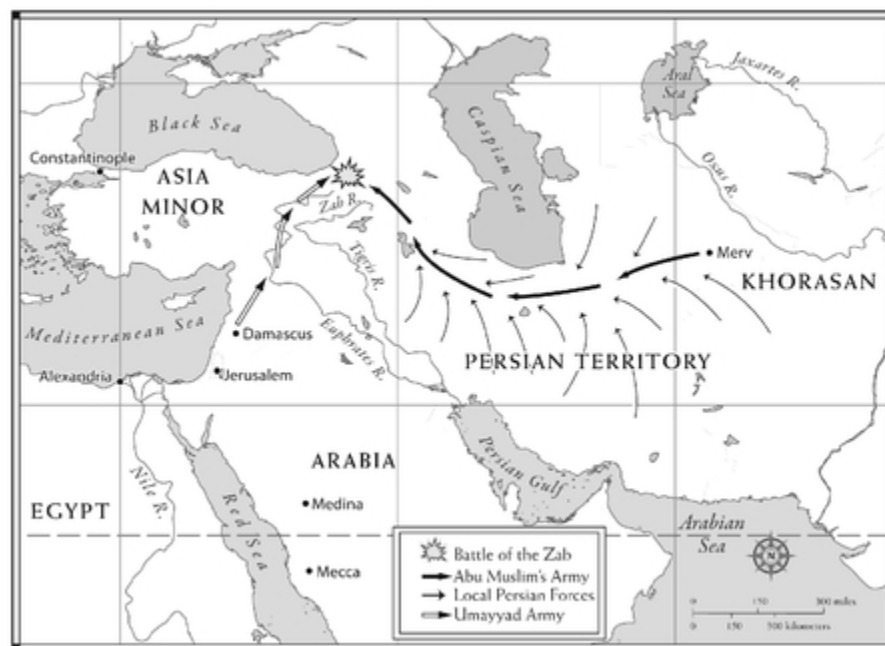 Black Sea
Constantinople
ASIA
MINOR
Caspian Sea
Aral
Sea
Jaxartes R.
Oxus R.
Zab R.
Tigris R.
Euphrates R.
Merv
KHORASAN
Mediterranean Sea
Damascus
Jerusalem
Alexandria
PERSIAN TERRITORY
ARABIA
Persian Gulf
EGYPT
Nile R.
Red Sea
Medina
Mecca
Arabian
Sea
N
Battle of the Zab
Abu Muslim's Army
Local Persian Forces
Umayyad Army
0 150 300 miles
0 150 300 kilometers